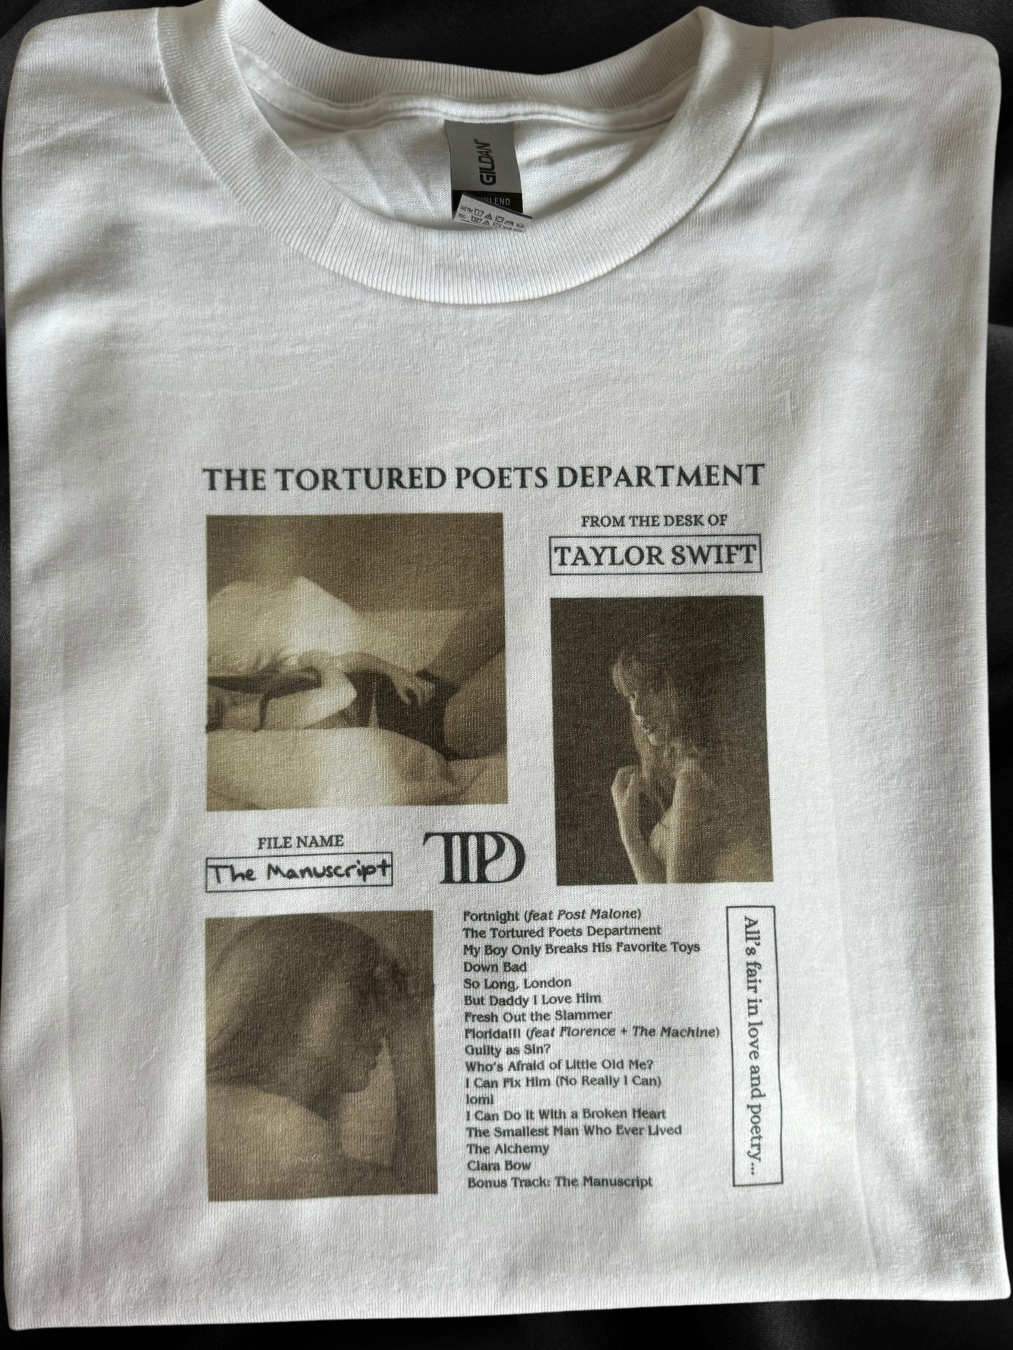 GILDAN
THE TORTURED POETS DEPARTMENT
FROM THE DESK OF
TAYLOR SWIFT
FILE NAME
The Manuscript
TTPD
Fortnight (feat Post Malone)
The Tortured Poets Department
My Boy Only Breaks His Favorite Toys
Down Bad
So Long, London
But Daddy I Love Him
Fresh Out the Slammer
Florida!!! (feat Florence + The Machine)
Guilty as Sin?
Who's Afraid of Little Old Me?
I Can Fix Him (No Really I Can)
loml
I Can Do It With a Broken Heart
The Smallest Man Who Ever Lived
The Alchemy
Clara Bow
Bonus Track: The Manuscript
All's fair in love and poetry...